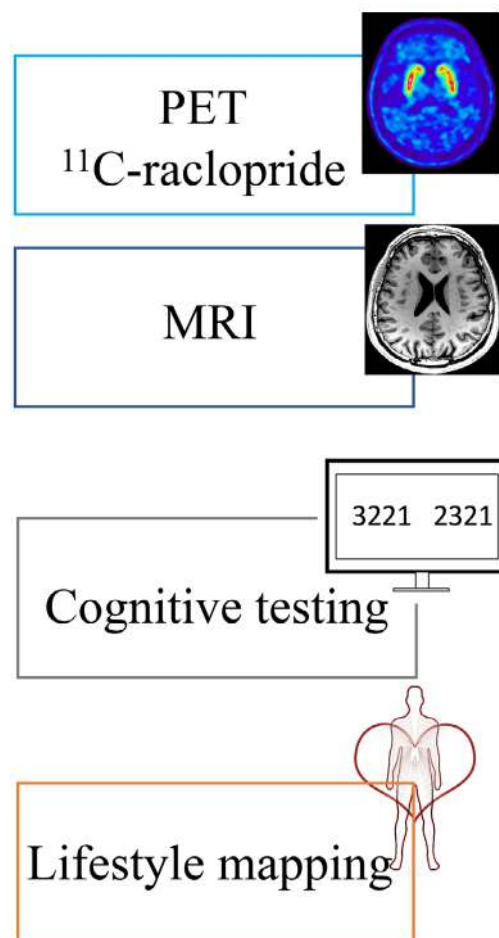 PET
¹¹C-raclopride
MRI
3221 2321
Cognitive testing
Lifestyle mapping